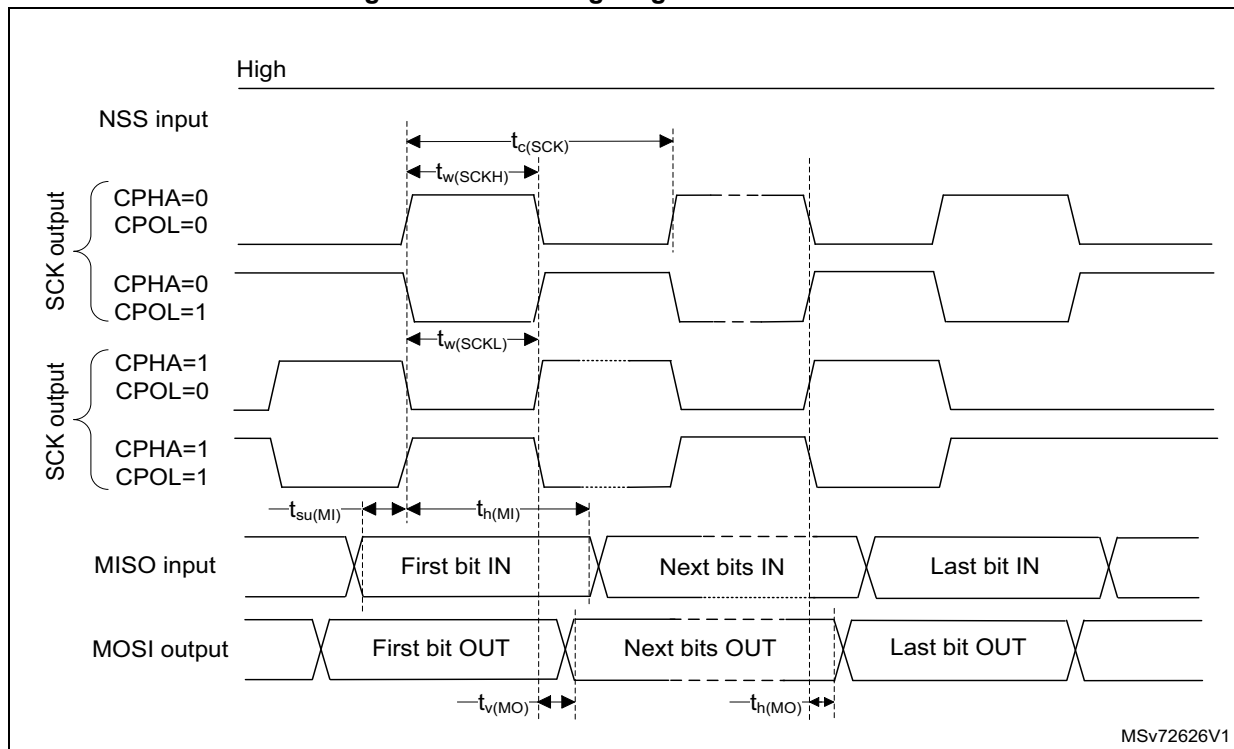 High
NSS input
tc(SCK)
tw(SCKH)
SCK output
CPHA=0
CPOL=0
CPHA=0
CPOL=1
tw(SCKL)
SCK output
CPHA=1
CPOL=0
CPHA=1
CPOL=1
tsu(MI)
th(MI)
MISO input
First bit IN
Next bits IN
Last bit IN
MOSI output
First bit OUT
Next bits OUT
Last bit OUT
tv(MO)
th(MO)
MSv72626V1